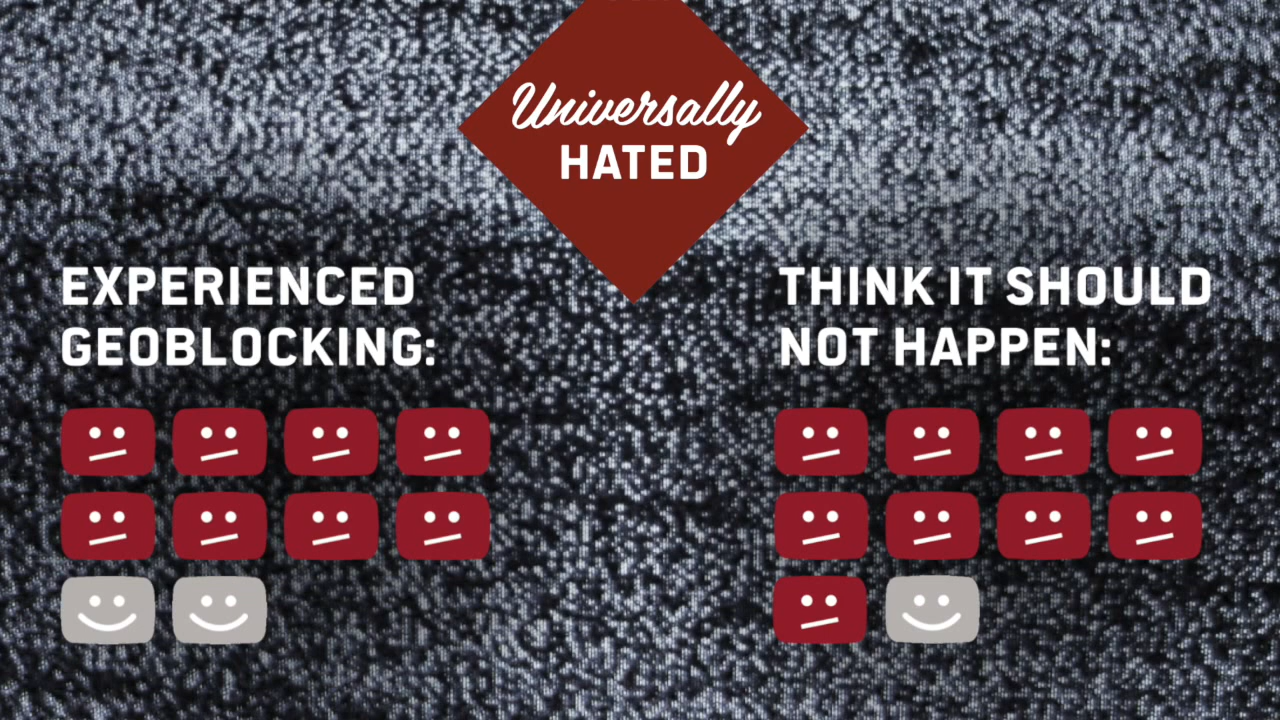 Universally
HATED
EXPERIENCED
GEOBLOCKING:
THINK IT SHOULD
NOT HAPPEN: